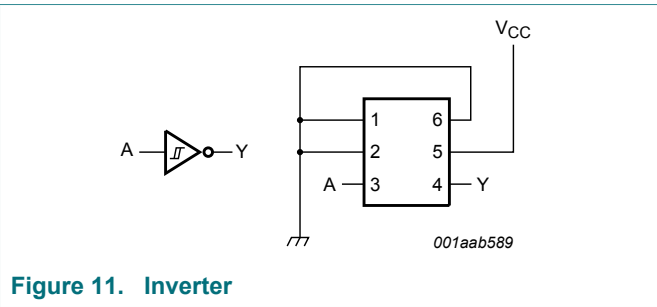 VCC
1 6
A Y 2 5
A 3 4 Y
001aab589
Figure 11. Inverter